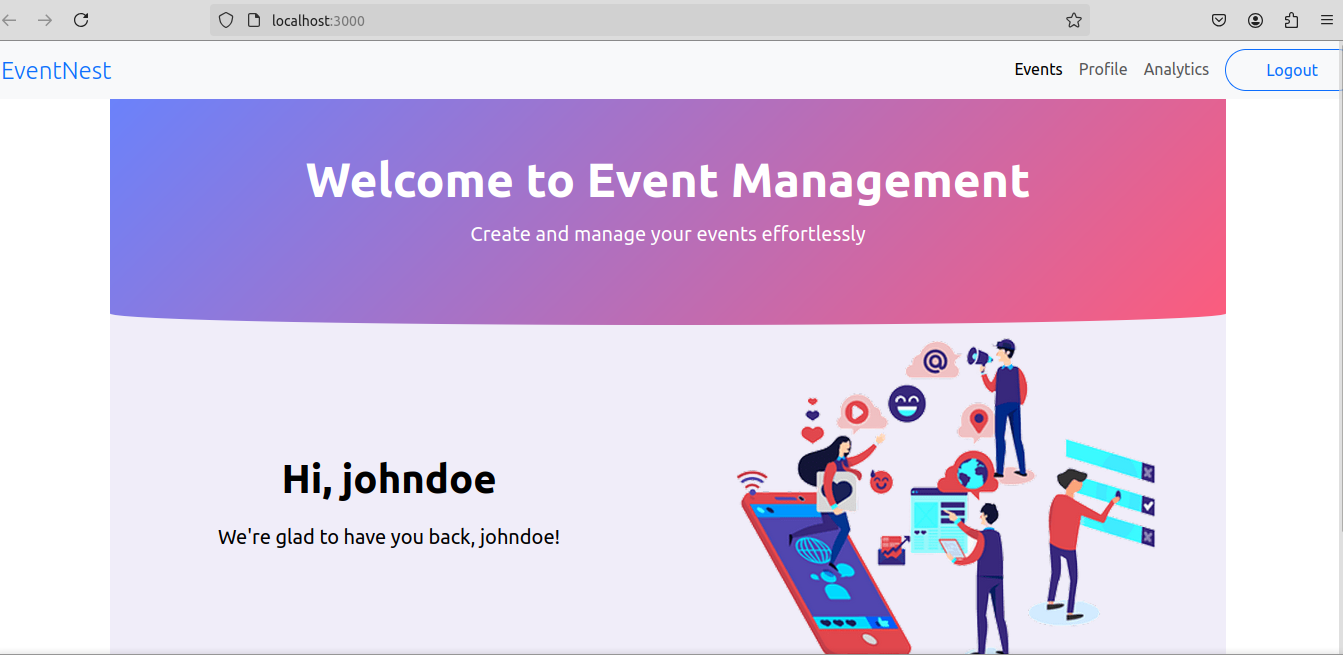 localhost:3000
EventNest
Events Profile Analytics Logout
Welcome to Event Management
Create and manage your events effortlessly
@
Hi, johndoe
We're glad to have you back, johndoe!